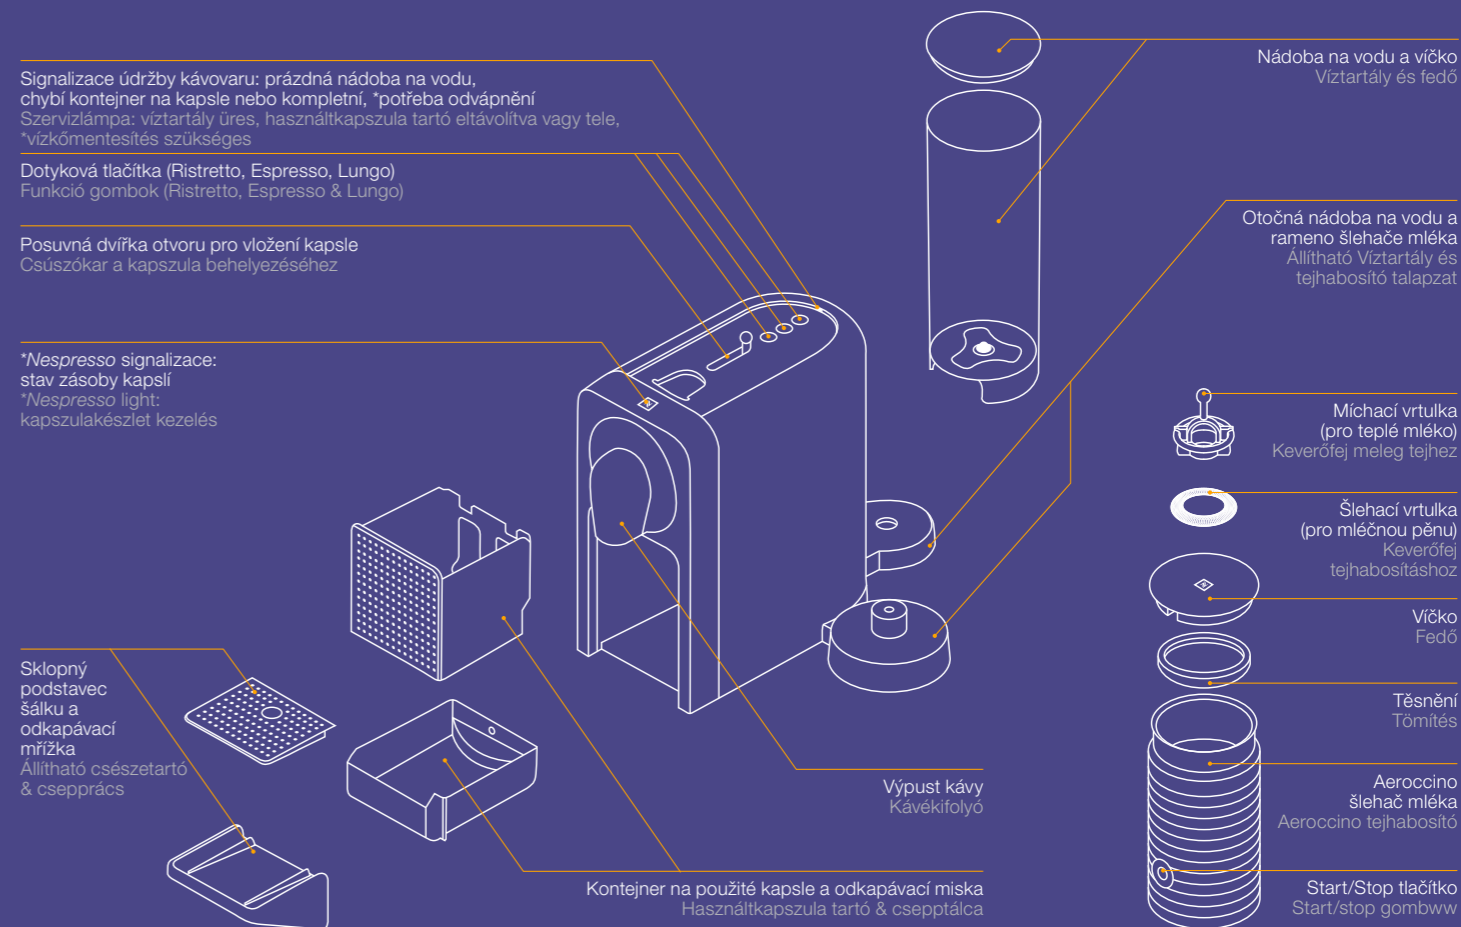 Signalizace údržby kávovaru: prázdná nádoba na vodu,
chybí kontejner na kapsle nebo kompletní, *potřeba odvápnění
Szervizlámpa: víztartály üres, használtkapszula tartó eltávolítva vagy tele,
*vízkőmentesítés szükséges
Dotyková tlačítka (Ristretto, Espresso, Lungo)
Funkció gombok (Ristretto, Espresso & Lungo)
Posuvná dvířka otvoru pro vložení kapsle
Csúszókar a kapszula behelyezéséhez
*Nespresso signalizace:
stav zásoby kapslí
*Nespresso light:
kapszulakészlet kezelés
Sklopný
podstavec
šálku a
odkapávací
mřížka
Állítható csészetartó
& csepprács
Výpust kávy
Kávékifolyó
Kontejner na použité kapsle a odkapávací miska
Használtkapszula tartó & csepptálca
Nádoba na vodu a víčko
Víztartály és fedő
Otočná nádoba na vodu a
rameno šlehače mléka
Állítható Víztartály és
tejhabosító talapzat
Míchací vrtulka
(pro teplé mléko)
Keverőfej meleg tejhez
Šlehací vrtulka
(pro mléčnou pěnu)
Keverőfej
tejhabosításhoz
Víčko
Fedő
Těsnění
Tömítés
Aeroccino
šlehač mléka
Aeroccino tejhabosító
Start/Stop tlačítko
Start/stop gombww